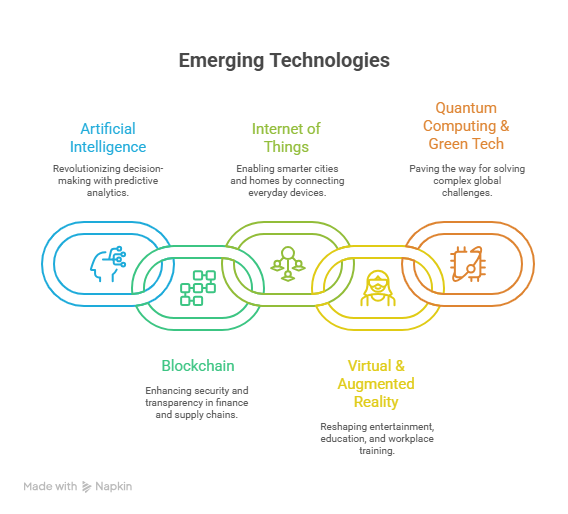 Emerging Technologies
Artificial
Intelligence
Revolutionizing decision-
making with predictive
analytics.
Internet of
Things
Enabling smarter cities
and homes by connecting
everyday devices.
Quantum
Computing &
Green Tech
Paving the way for solving
complex global
challenges.
Blockchain
Enhancing security and
transparency in finance
and supply chains.
Virtual &
Augmented
Reality
Reshaping entertainment,
education, and workplace
training.
Made with Napkin